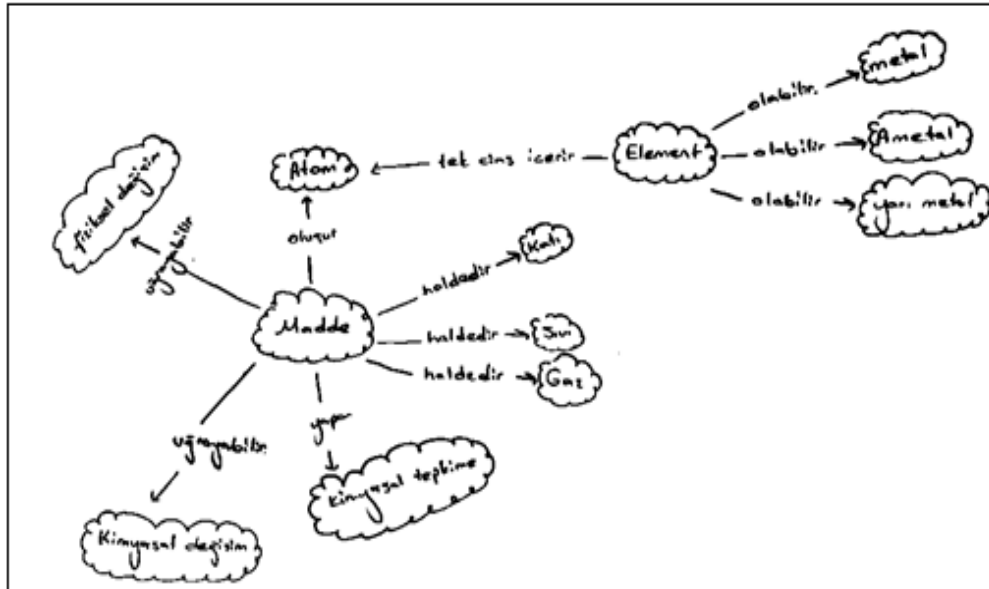 metal
olabilir.
Ametal
olabilir
Element
tek cins içerir
Atom
yarı metal
olabilir
fiziksel değişim
uğrayabilir
oluşur
Katı
haldedir
Madde
haldedir
Sıvı
haldedir
Gaz
yapar
uğrayabilir.
Kimyasal tepkime
Kimyasal değişim